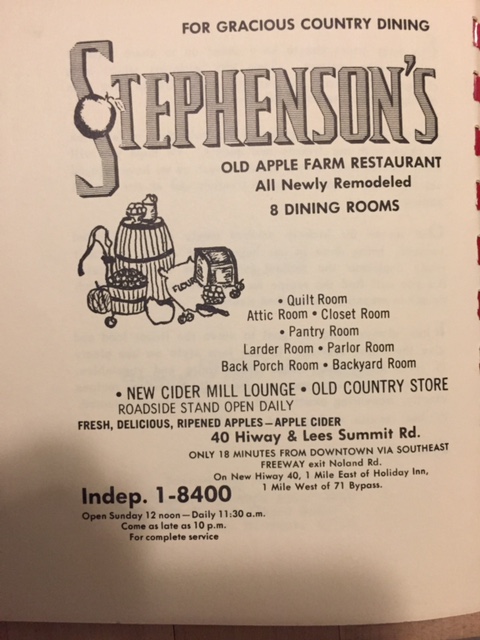 FOR GRACIOUS COUNTRY DINING
STEPHENSON'S
OLD APPLE FARM RESTAURANT
All Newly Remodeled
8 DINING ROOMS
FLOUR
• Quilt Room
Attic Room • Closet Room
• Pantry Room
Larder Room • Parlor Room
Back Porch Room • Backyard Room
• NEW CIDER MILL LOUNGE • OLD COUNTRY STORE
ROADSIDE STAND OPEN DAILY
FRESH, DELICIOUS, RIPENED APPLES—APPLE CIDER
40 Hiway & Lees Summit Rd.
ONLY 18 MINUTES FROM DOWNTOWN VIA SOUTHEAST
FREEWAY exit Noland Rd.
On New Hiway 40, 1 Mile East of Holiday Inn,
1 Mile West of 71 Bypass.
Indep. 1-8400
Open Sunday 12 noon—Daily 11:30 a.m.
Come as late as 10 p.m.
For complete service